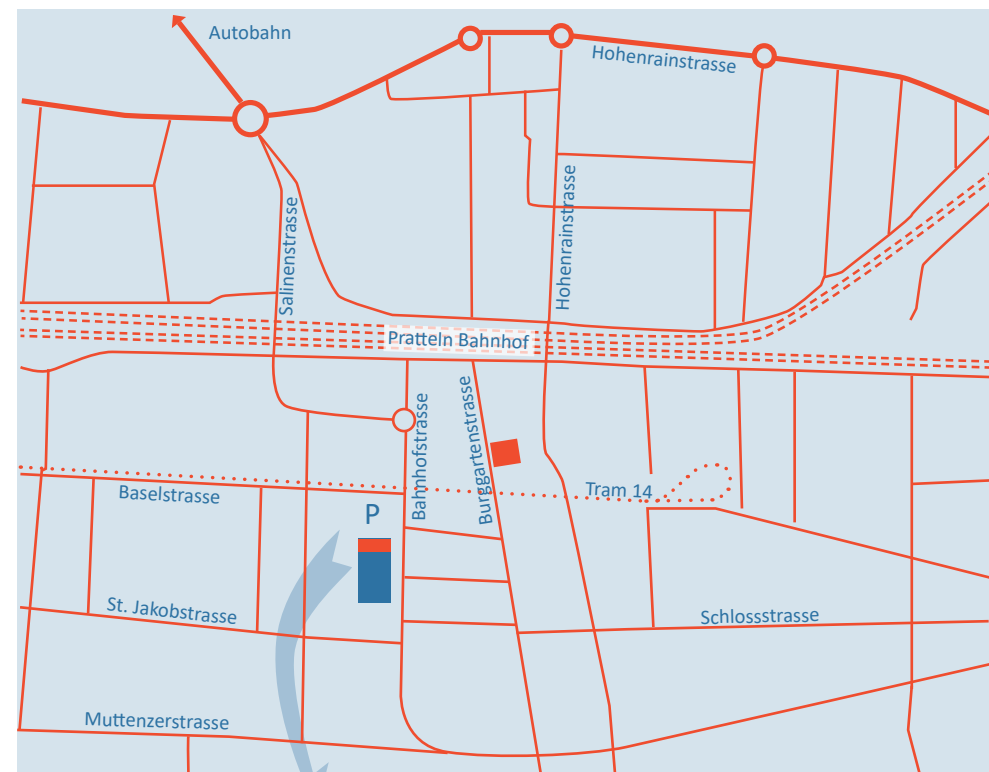 Autobahn
Hohenrainstrasse
Salinenstrasse
Hohenrainstrasse
Pratteln Bahnhof
Bahnhofstrasse
Burggartenstrasse
Baselstrasse
Tram 14
P
St. Jakobstrasse
Schlossstrasse
Muttenzerstrasse